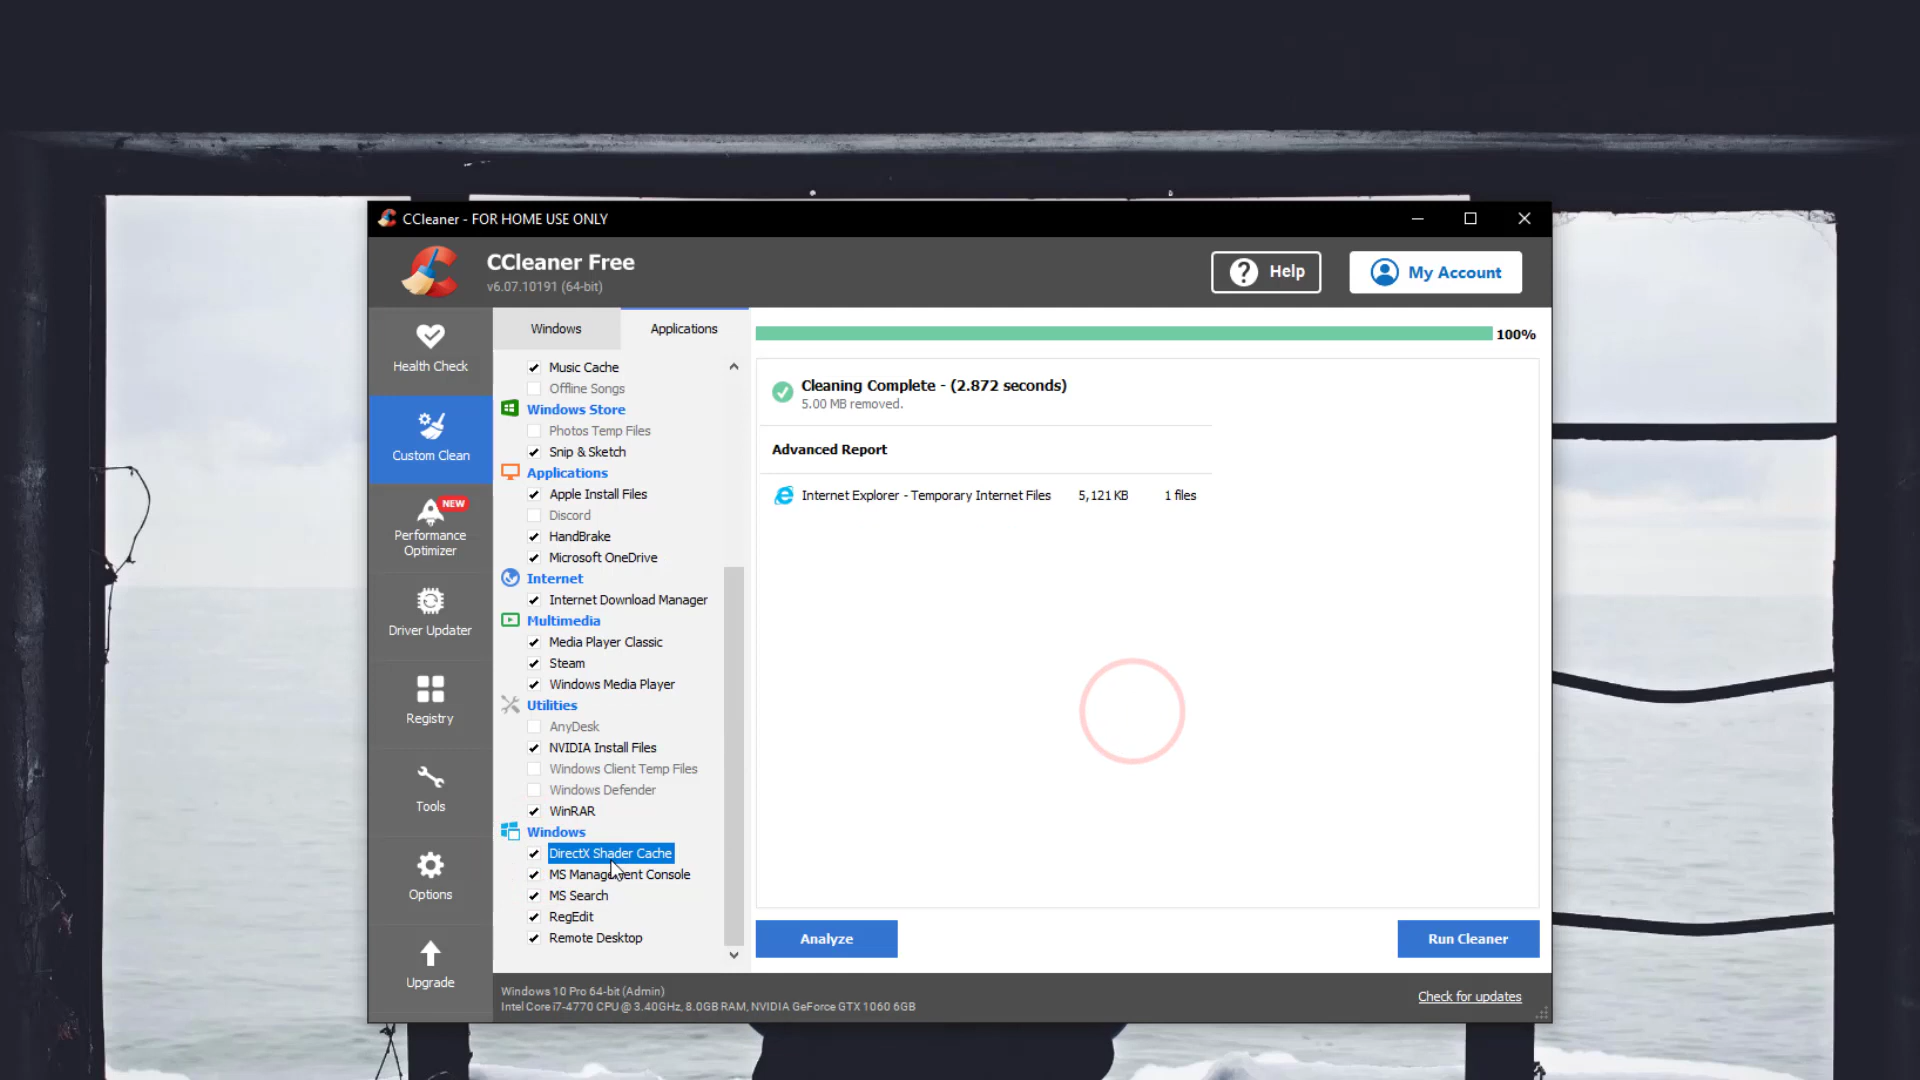 CCleaner - FOR HOME USE ONLY
CCleaner Free
v6.07.10191 (64-bit)
? Help
My Account
Health Check
Custom Clean
NEW
Performance
Optimizer
Driver Updater
Registry
Tools
Options
Upgrade
Windows
Applications
Music Cache
Offline Songs
Windows Store
Photos Temp Files
Snip & Sketch
Applications
Apple Install Files
Discord
HandBrake
Microsoft OneDrive
Internet
Internet Download Manager
Multimedia
Media Player Classic
Steam
Windows Media Player
Utilities
AnyDesk
NVIDIA Install Files
Windows Client Temp Files
Windows Defender
WinRAR
Windows
DirectX Shader Cache
MS Management Console
MS Search
RegEdit
Remote Desktop
100%
Cleaning Complete - (2.872 seconds)
5.00 MB removed.
Advanced Report
Internet Explorer - Temporary Internet Files 5,121 KB 1 files
Analyze
Run Cleaner
Windows 10 Pro 64-bit (Admin)
Intel Core i7-4770 CPU @ 3.40GHz, 8.0GB RAM, NVIDIA GeForce GTX 1060 6GB
Check for updates